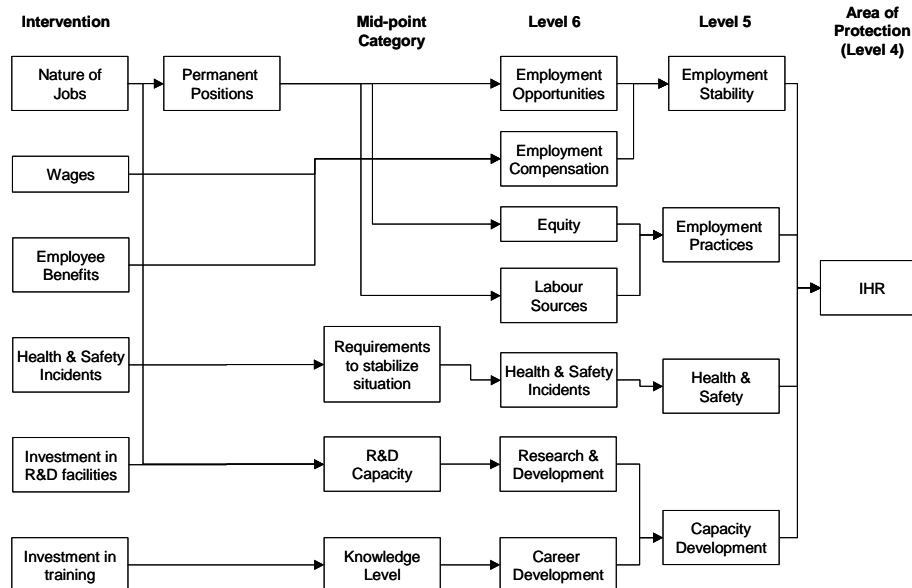 Intervention
Mid-point
Category
Level 6
Level 5
Area of
Protection
(Level 4)
Nature of
Jobs
Permanent
Positions
Employment
Opportunities
Employment
Stability
Wages
Employment
Compensation
Employee
Benefits
Equity
Employment
Practices
Labour
Sources
IHR
Health & Safety
Incidents
Requirements
to stabilize
situation
Health & Safety
Incidents
Health &
Safety
Investment in
R&D facilities
R&D
Capacity
Research &
Development
Capacity
Development
Investment in
training
Knowledge
Level
Career
Development